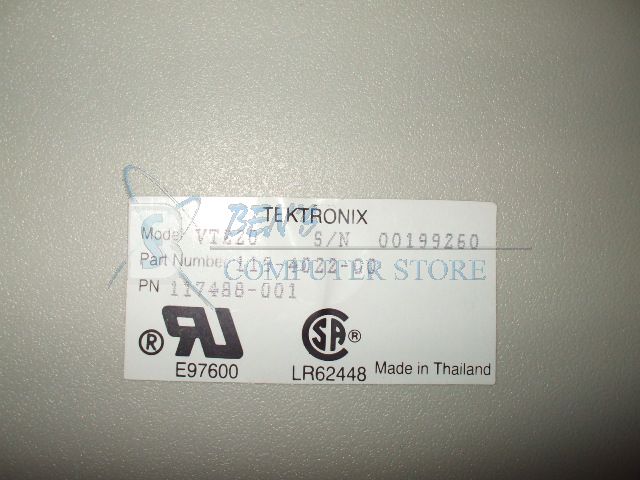 TEKTRONIX
BEN'S
Model S/N 00199260
Part Number
COMPUTER STORE
PN 117488-001
® ®
E97600 LR62448 Made in Thailand